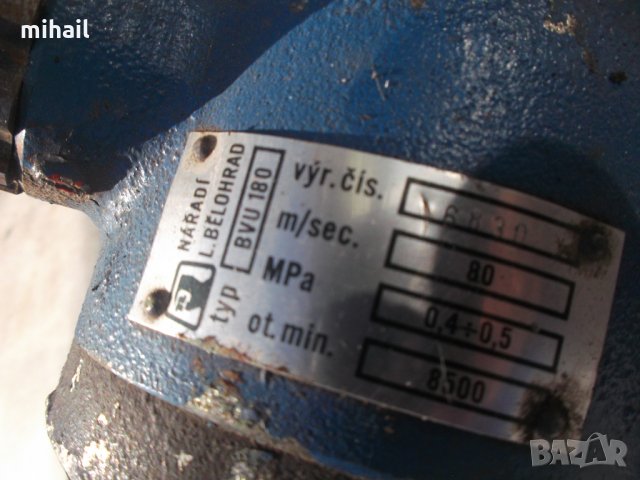 mihail
NÁŘADÍ
L. BĚLOHRAD
typ BVU 180
výr. čís. 6830
m/sec. 80
MPa 0,4÷0,5
ot. min. 8500
BAZAR